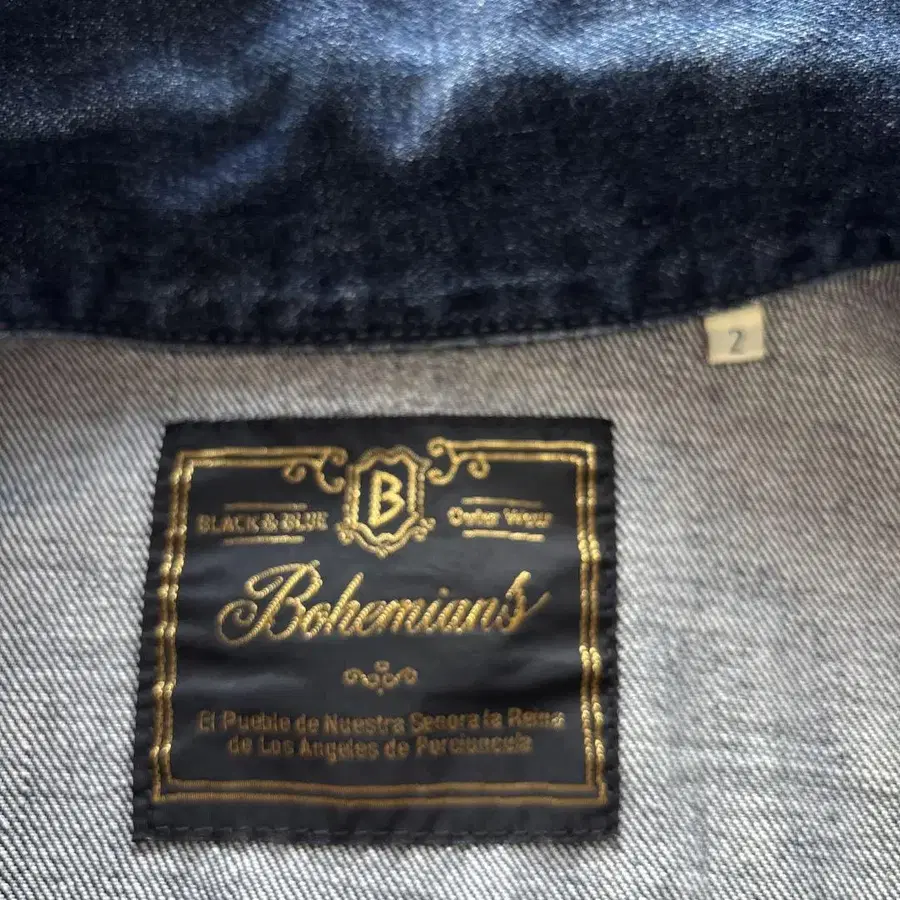 2
B
BLACK & BLUE Outer Wear
Bohemians
El Pueblo de Nuestra Senora la Reina
de Los Angeles de Porciuncula